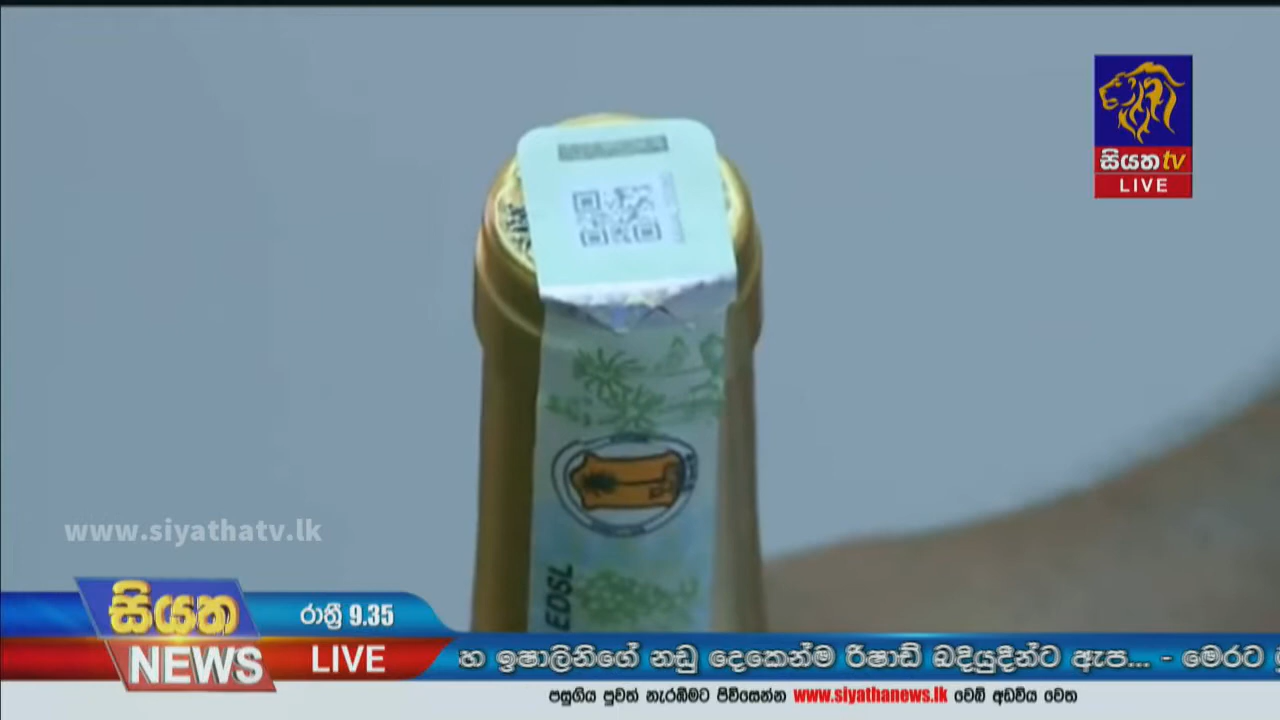 සියත tv
LIVE
EDSL
www.siyathatv.lk
සියත
NEWS
රාත්‍රී 9.35
LIVE
ඉෂාලිනිගේ නඩු දෙකෙන්ම රිෂාඩ් බදියුදීන්ට ඇප... - මෙරට
පසුගිය පුවත් නැරඹීමට පිවිසෙන්න www.siyathanews.lk වෙබ් අඩවිය වෙත